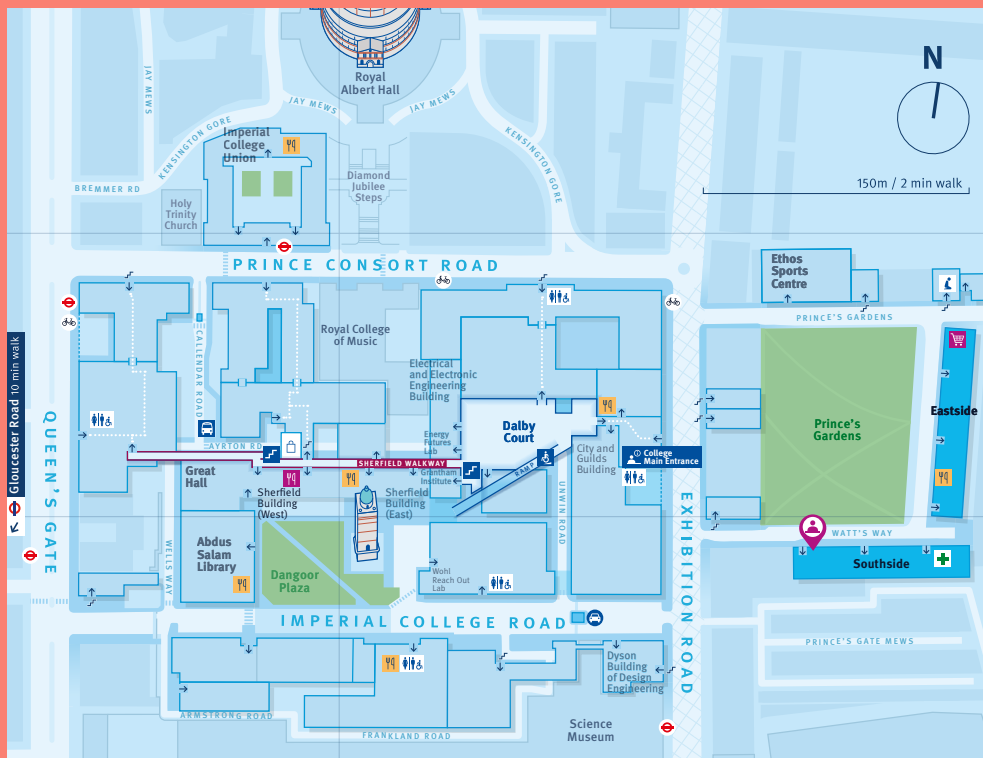 Royal
Albert Hall
N
JAY MEWS
JAY MEWS
JAY MEWS
KENSINGTON GORE
KENSINGTON GORE
Imperial
College
Union
150m / 2 min walk
Diamond
Jubilee
Steps
BREMMER RD
Holy
Trinity
Church
PRINCE CONSORT ROAD
Ethos
Sports
Centre
i
PRINCE'S GARDENS
Royal College
of Music
CALLENDAR ROAD
Electrical
and Electronic
Engineering
Building
Gloucester Road 10 min walk
QUEEN'S GATE
Eastside
Prince's
Gardens
Dalby
Court
Energy
Futures
Lab
AYRTON RD
City and
Guilds
Building
College
Main Entrance
SHERFIELD WALKWAY
RAMP
Great
Hall
Grantham
Institute
Sherfield
Building
(West)
Sherfield
Building
(East)
UNWIN ROAD
EXHIBITION ROAD
WATT'S WAY
Abdus
Salam
Library
WELLS WAY
Southside
Dangoor
Plaza
Wohl
Reach Out
Lab
IMPERIAL COLLEGE ROAD
PRINCE'S GATE MEWS
Dyson
Building
of Design
Engineering
ARMSTRONG ROAD
Science
Museum
FRANKLAND ROAD